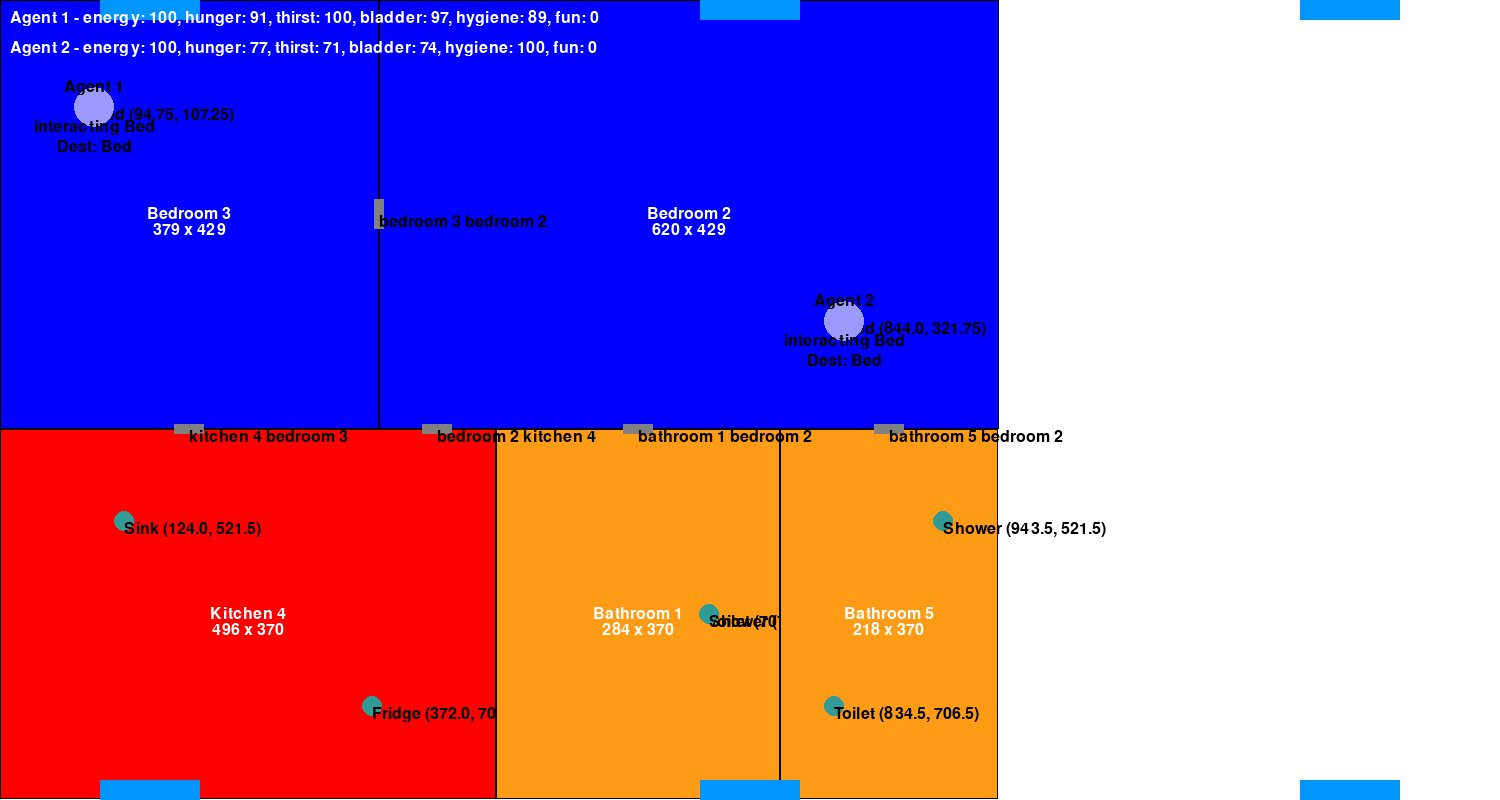 Agent 1 - energy: 100, hunger: 91, thirst: 100, bladder: 97, hygiene: 89, fun: 0
Agent 2 - energy: 100, hunger: 77, thirst: 71, bladder: 74, hygiene: 100, fun: 0
Agent 1
(94.75, 107.25)
interacting Bed
Dest: Bed
Bedroom 3
379 x 429
bedroom 3 bedroom 2
Bedroom 2
620 x 429
Agent 2
(844.0, 321.75)
interacting Bed
Dest: Bed
kitchen 4 bedroom 3
bedroom 2 kitchen 4
bathroom 1 bedroom 2
bathroom 5 bedroom 2
Sink (124.0, 521.5)
Shower (943.5, 521.5)
Kitchen 4
496 x 370
Bathroom 1
284 x 370
Bathroom 5
218 x 370
Fridge (372.0, 70
Toilet (834.5, 706.5)